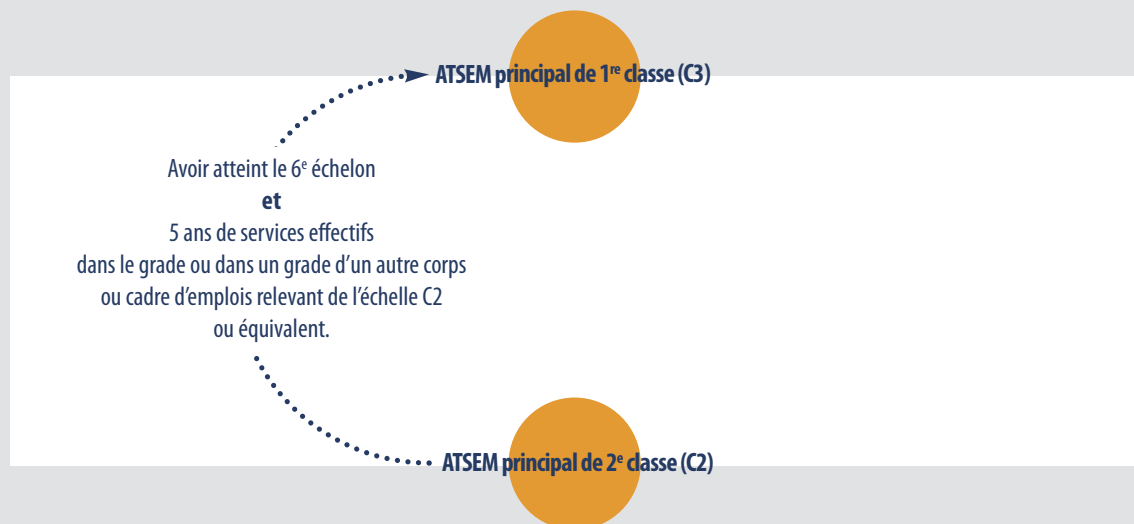 ATSEM principal de 1re classe (C3)
Avoir atteint le 6e échelon
et
5 ans de services effectifs
dans le grade ou dans un grade d’un autre corps
ou cadre d’emplois relevant de l’échelle C2
ou équivalent.
ATSEM principal de 2e classe (C2)